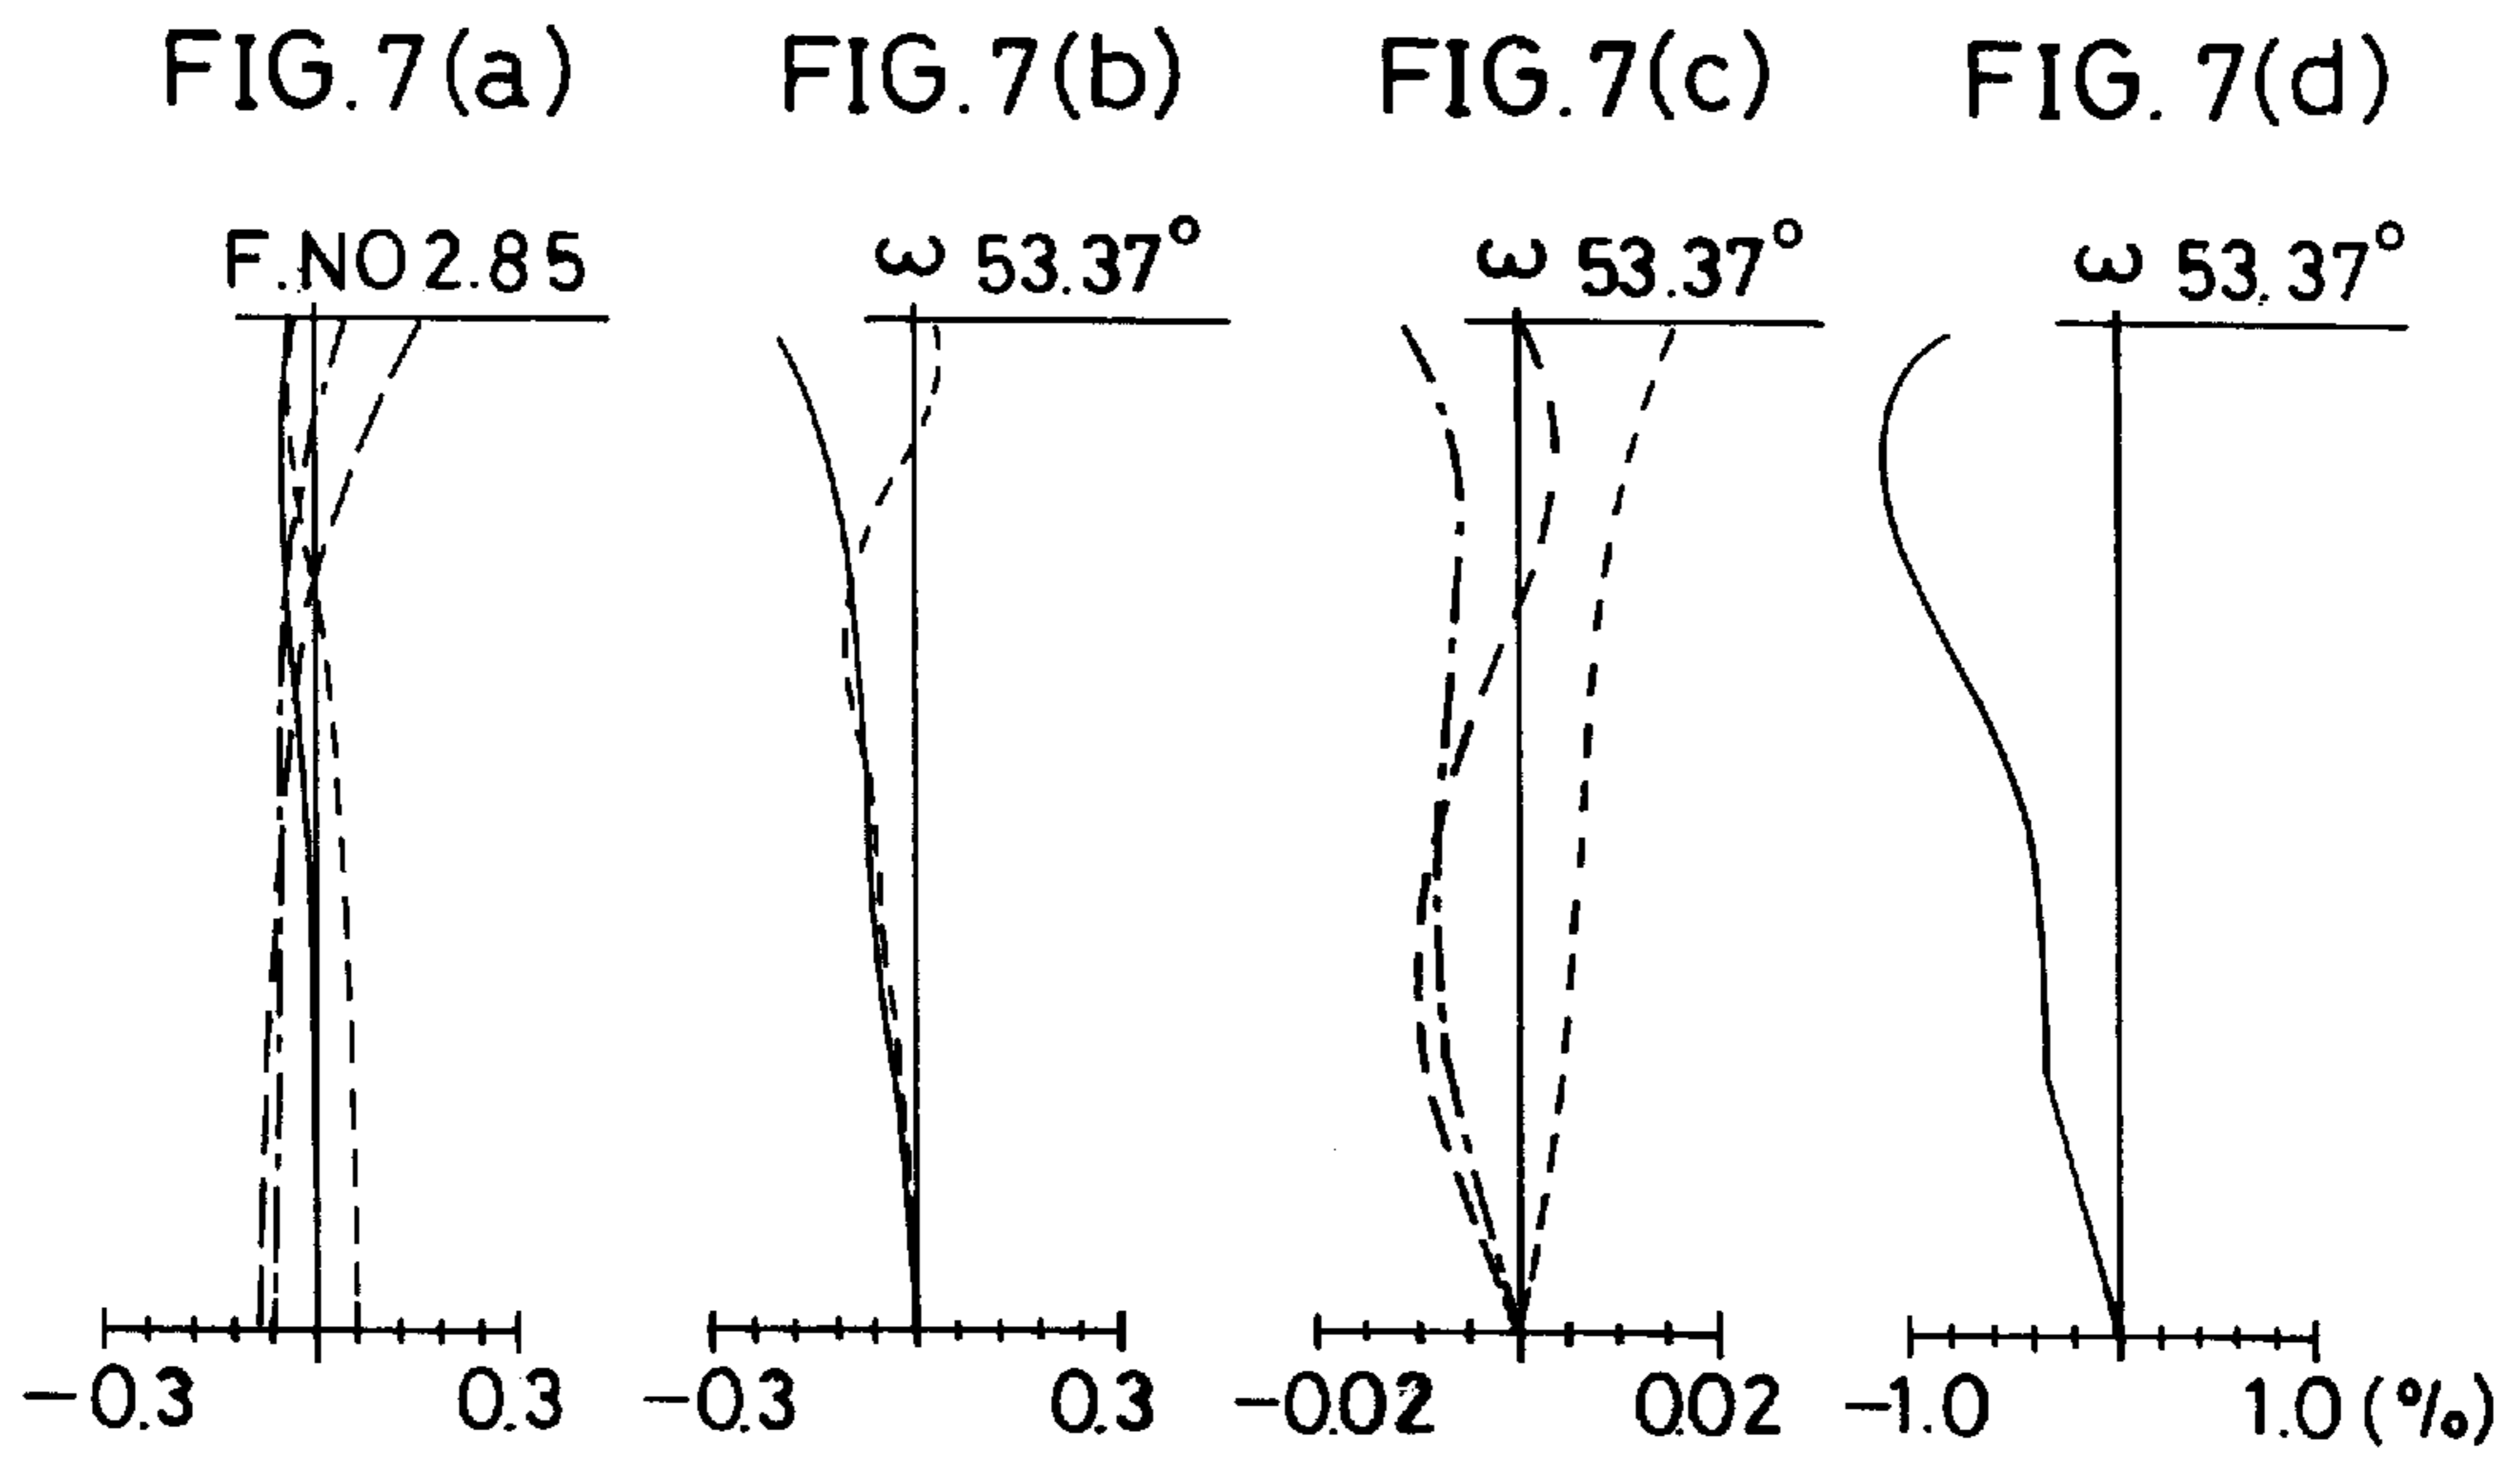 FIG. 7(a) FIG. 7(b) FIG. 7(c) FIG. 7(d)
F.NO 2.85 ω 53.37° ω 53.37° ω 53.37°
-0.3 0.3 -0.3 0.3 -0.02 0.02 -1.0 1.0 (%)